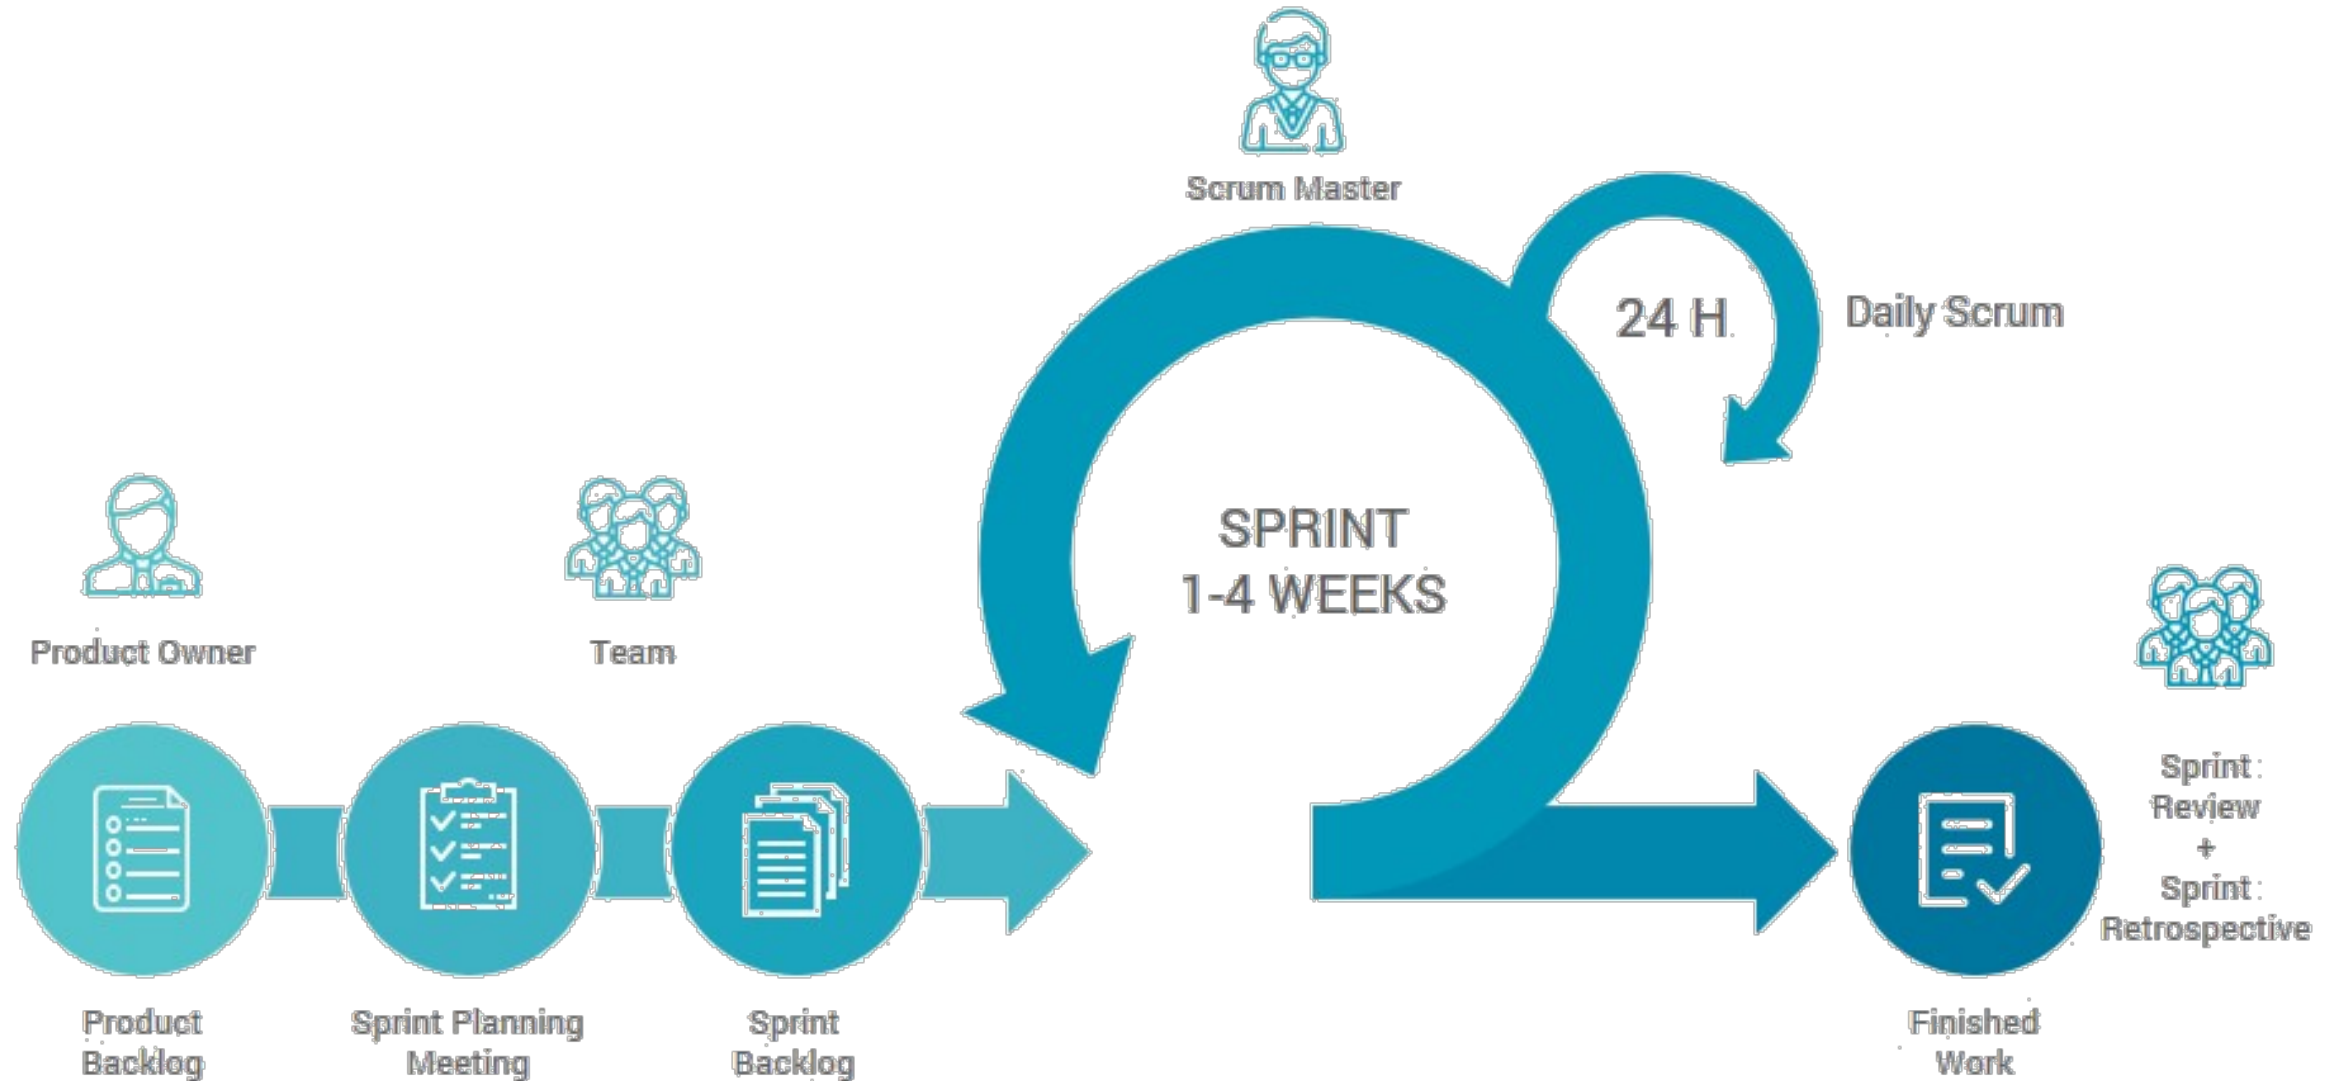 Scrum Master
24 H
Daily Scrum
SPRINT
1-4 WEEKS
Product Owner
Team
Sprint
Review
+
Sprint
Retrospective
Product
Backlog
Sprint Planning
Meeting
Sprint
Backlog
Finished
Work